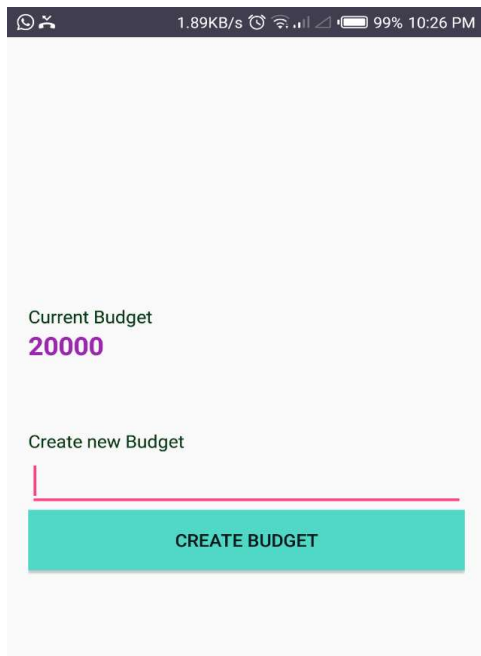 1.89KB/s 99% 10:26 PM
Current Budget
20000
Create new Budget
CREATE BUDGET